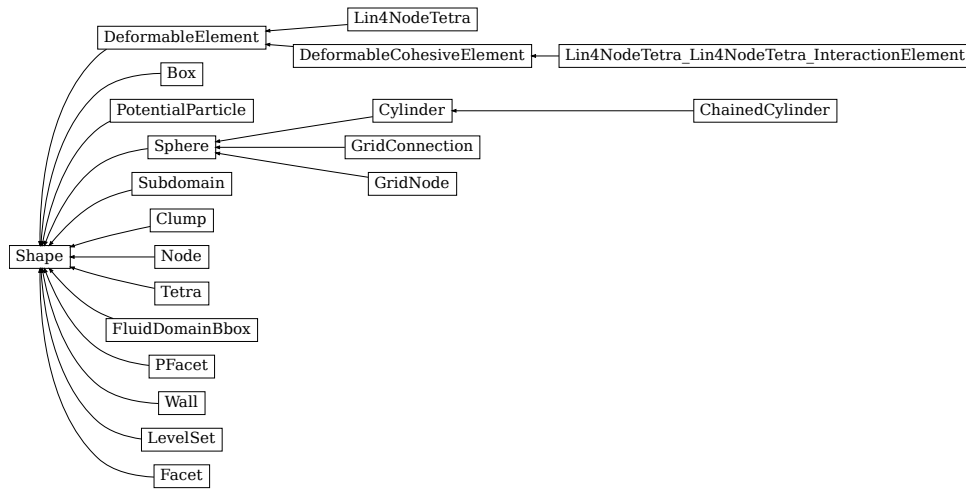 Lin4NodeTetra
DeformableElement
DeformableCohesiveElement
Lin4NodeTetra_Lin4NodeTetra_InteractionElement
Box
PotentialParticle
Cylinder
ChainedCylinder
Sphere
GridConnection
GridNode
Subdomain
Clump
Shape
Node
Tetra
FluidDomainBbox
PFacet
Wall
LevelSet
Facet